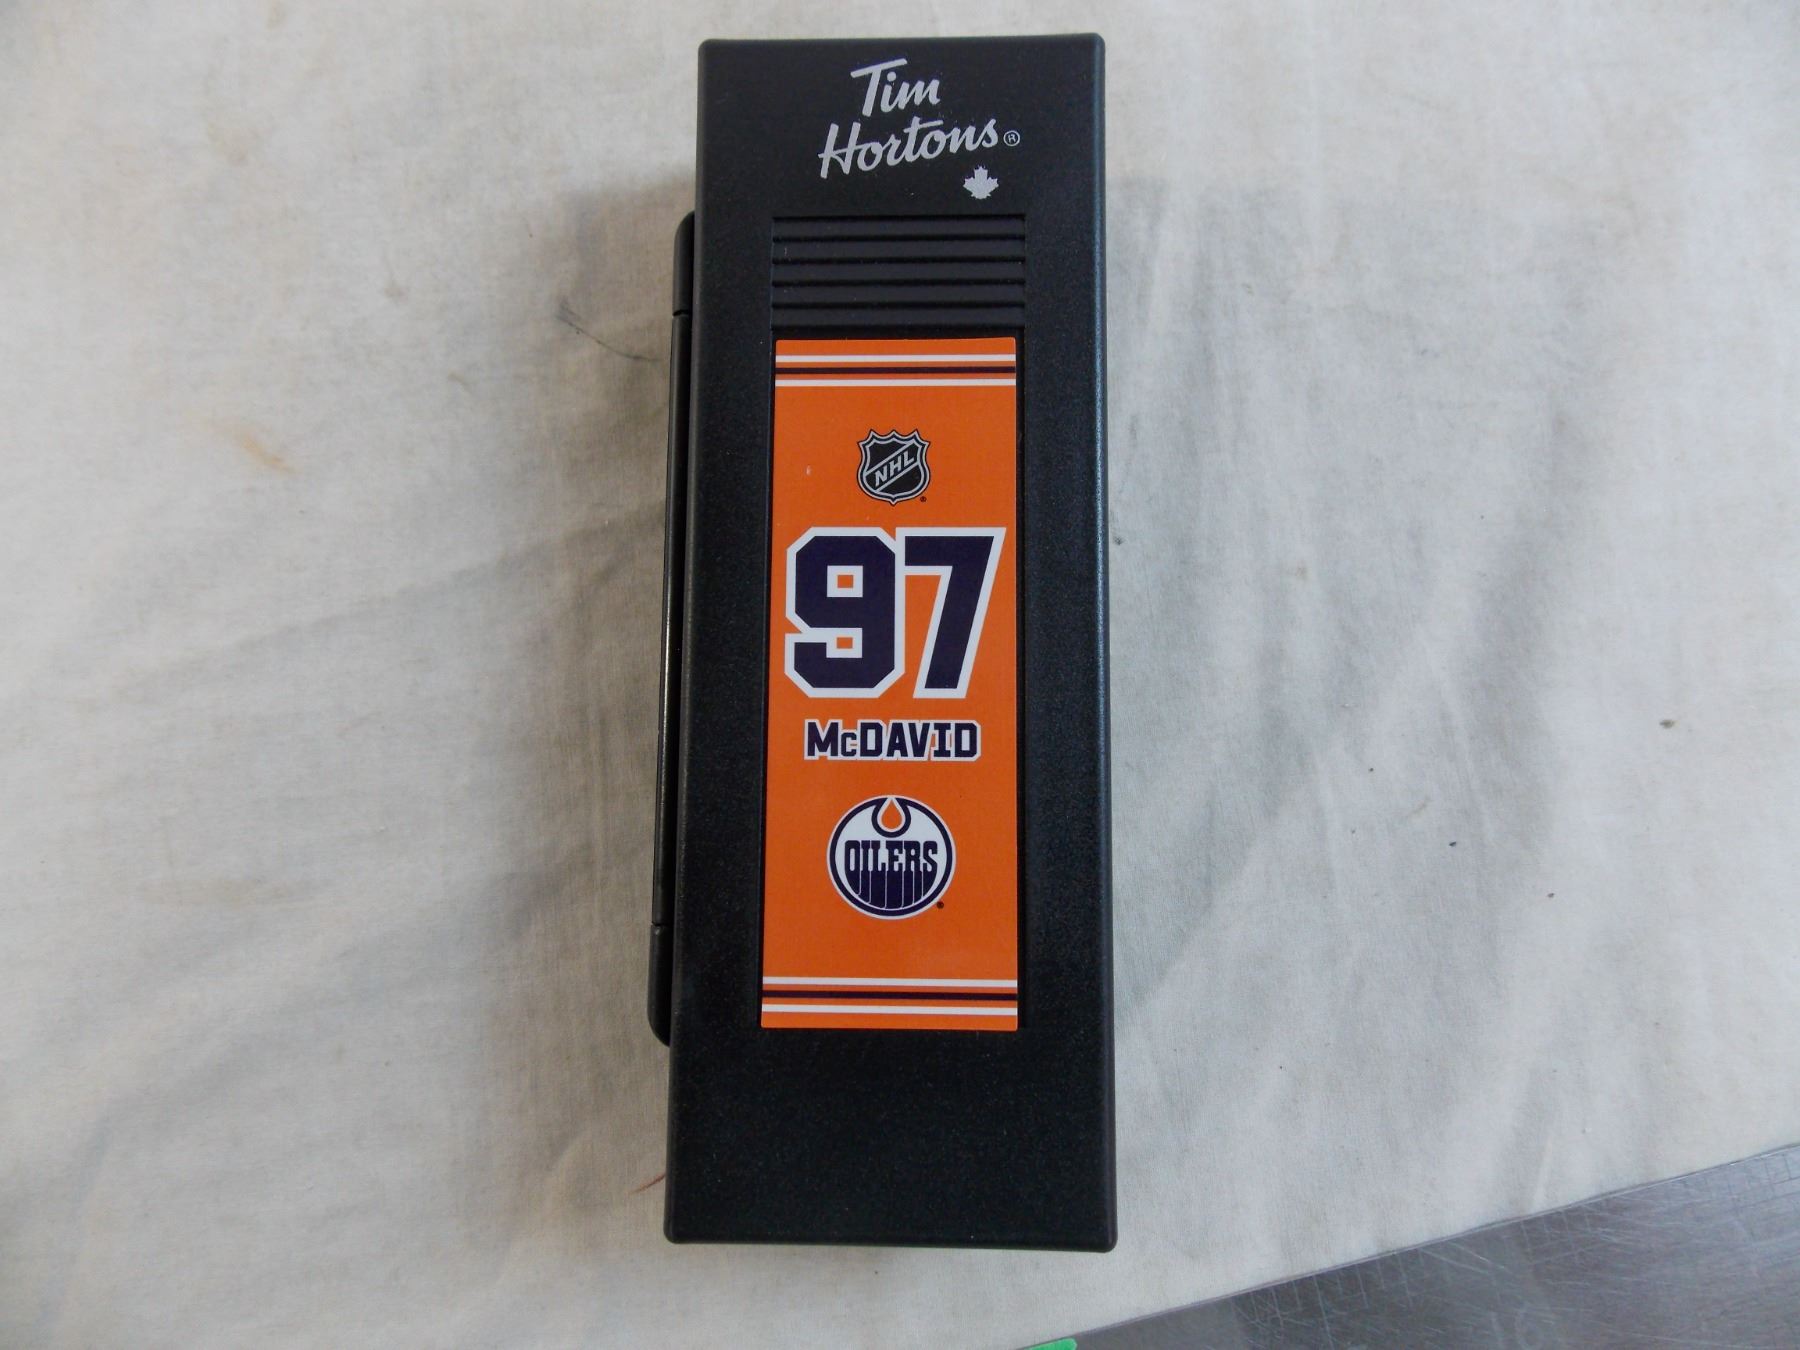 Tim
Hortons®
NHL
97
McDAVID
OILERS